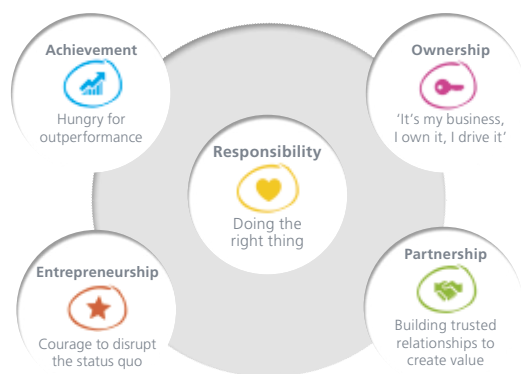 Achievement
Hungry for
outperformance
Ownership
‘It’s my business,
I own it, I drive it’
Responsibility
Doing the
right thing
Entrepreneurship
Courage to disrupt
the status quo
Partnership
Building trusted
relationships to
create value